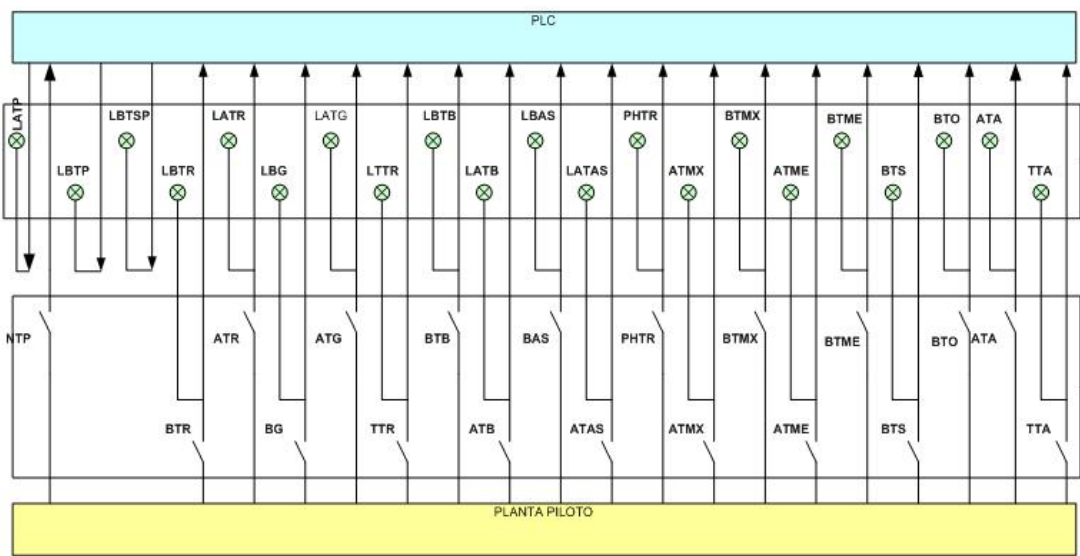 PLC
LATP
LBTSP LATR LATG LBTB LBAS PHTR BTMX BTME BTO ATA
LBTP LBTR LBG LTTR LATB LATAS ATMX ATME BTS TTA
NTP ATR ATG BTB BAS PHTR BTMX BTME BTO ATA
BTR BG TTR ATB ATAS ATMX ATME BTS TTA
PLANTA PILOTO